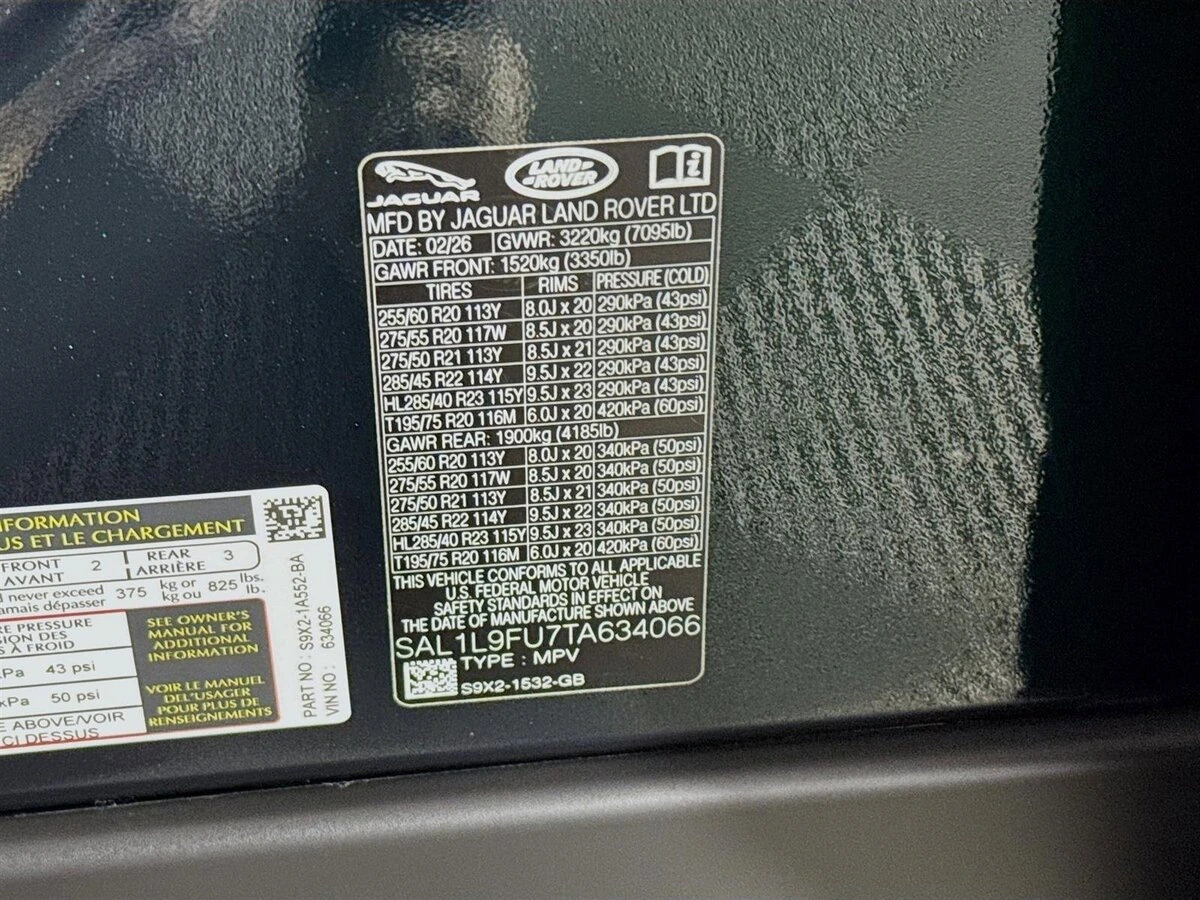 JAGUAR LAND ROVER
MFD BY JAGUAR LAND ROVER LTD
DATE: 02/26 GVWR: 3220kg (7095lb)
GAWR FRONT: 1520kg (3350lb)
TIRES RIMS PRESSURE (COLD)
255/60 R20 113Y 8.0J x 20 290kPa (43psi)
275/55 R20 117W 8.5J x 20 290kPa (43psi)
275/50 R21 113Y 8.5J x 21 290kPa (43psi)
285/45 R22 114Y 9.5J x 22 290kPa (43psi)
HL285/40 R23 115Y 9.5J x 23 290kPa (43psi)
T195/75 R20 116M 6.0J x 20 420kPa (60psi)
GAWR REAR: 1900kg (4185lb)
255/60 R20 113Y 8.0J x 20 340kPa (50psi)
275/55 R20 117W 8.5J x 20 340kPa (50psi)
275/50 R21 113Y 8.5J x 21 340kPa (50psi)
285/45 R22 114Y 9.5J x 22 340kPa (50psi)
HL285/40 R23 115Y 9.5J x 23 340kPa (50psi)
T195/75 R20 116M 6.0J x 20 420kPa (60psi)
THIS VEHICLE CONFORMS TO ALL APPLICABLE
U.S. FEDERAL MOTOR VEHICLE
SAFETY STANDARDS IN EFFECT ON
THE DATE OF MANUFACTURE SHOWN ABOVE
SAL1L9FU7TA634066
TYPE : MPV
S9X2-1532-GB
NFORMATION
US ET LE CHARGEMENT
FRONT 2 REAR 3
AVANT ARRIÈRE
never exceed 375 kg or 825 lbs.
amais dépasser kg ou lb.
RE PRESSURE
SION DES
S À FROID
kPa 43 psi
kPa 50 psi
E ABOVE/VOIR
CI DESSUS
SEE OWNER'S
MANUAL FOR
ADDITIONAL
INFORMATION
VOIR LE MANUEL
DEL'USAGER
POUR PLUS DE
RENSEIGNEMENTS
PART NO : S9X2-1A552-BA
VIN NO : 634066